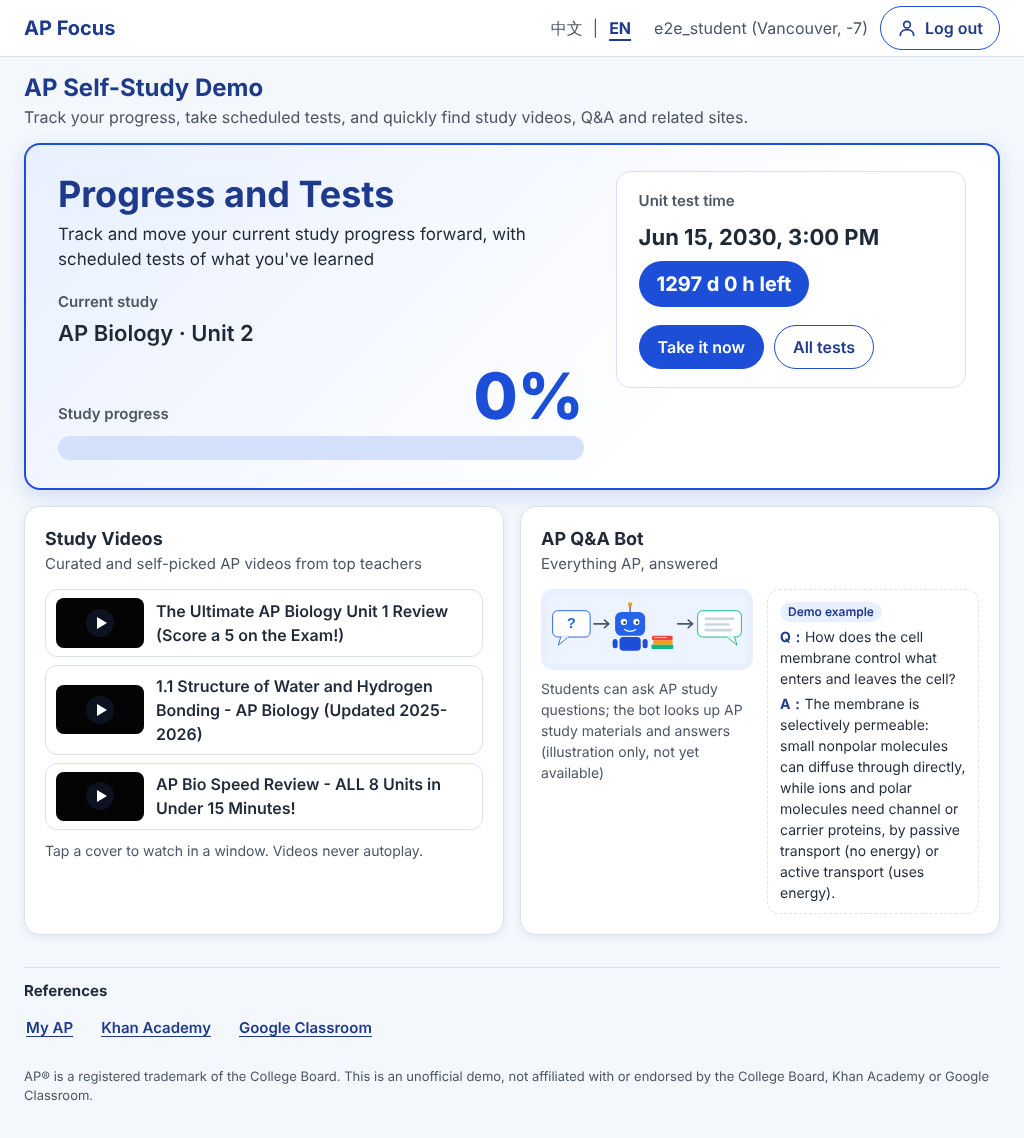 AP Focus
中文 | EN e2e_student (Vancouver, -7) Log out
AP Self-Study Demo
Track your progress, take scheduled tests, and quickly find study videos, Q&A and related sites.
Progress and Tests
Track and move your current study progress forward, with
scheduled tests of what you've learned
Current study
AP Biology · Unit 2
Study progress
0%
Unit test time
Jun 15, 2030, 3:00 PM
1297 d 0 h left
Take it now
All tests
Study Videos
Curated and self-picked AP videos from top teachers
The Ultimate AP Biology Unit 1 Review
(Score a 5 on the Exam!)
1.1 Structure of Water and Hydrogen
Bonding - AP Biology (Updated 2025-
2026)
AP Bio Speed Review - ALL 8 Units in
Under 15 Minutes!
Tap a cover to watch in a window. Videos never autoplay.
AP Q&A Bot
Everything AP, answered
?
Students can ask AP study
questions; the bot looks up AP
study materials and answers
(illustration only, not yet
available)
Demo example
Q：How does the cell
membrane control what
enters and leaves the cell?
A：The membrane is
selectively permeable:
small nonpolar molecules
can diffuse through directly,
while ions and polar
molecules need channel or
carrier proteins, by passive
transport (no energy) or
active transport (uses
energy).
References
My AP
Khan Academy
Google Classroom
AP® is a registered trademark of the College Board. This is an unofficial demo, not affiliated with or endorsed by the College Board, Khan Academy or Google
Classroom.